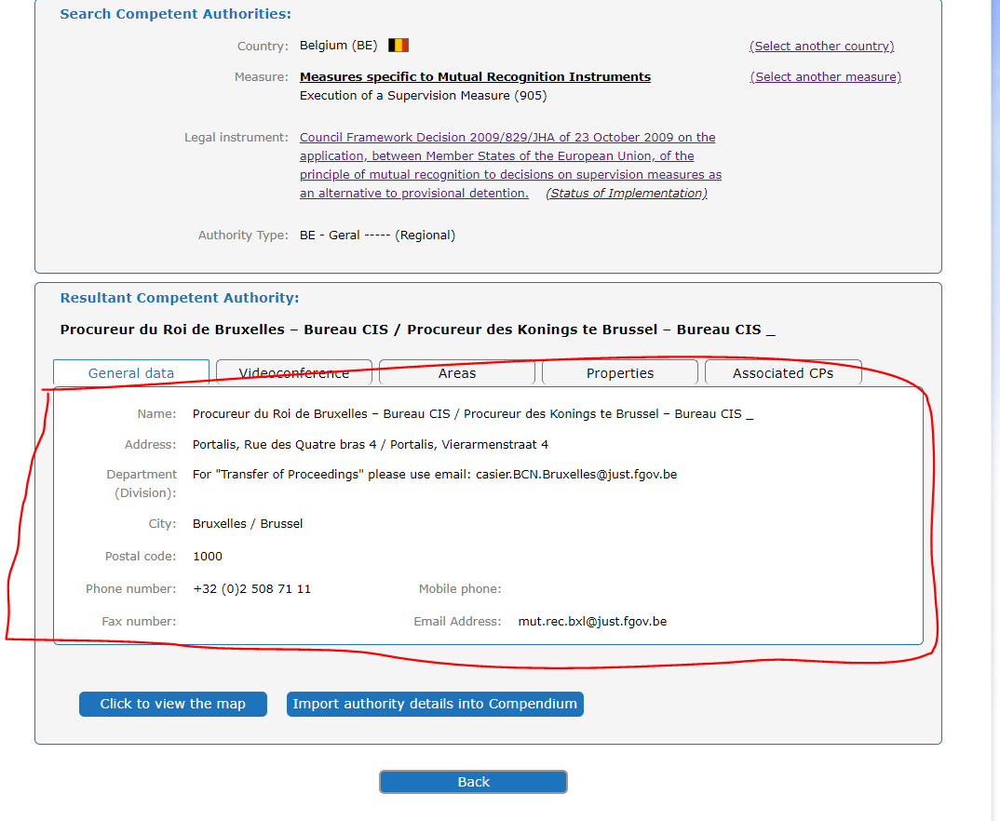 Search Competent Authorities:
Country: Belgium (BE) (Select another country)
Measure: Measures specific to Mutual Recognition Instruments (Select another measure)
Execution of a Supervision Measure (905)
Legal instrument: Council Framework Decision 2009/829/JHA of 23 October 2009 on the
application, between Member States of the European Union, of the
principle of mutual recognition to decisions on supervision measures as
an alternative to provisional detention. (Status of Implementation)
Authority Type: BE - Geral ----- (Regional)
Resultant Competent Authority:
Procureur du Roi de Bruxelles – Bureau CIS / Procureur des Konings te Brussel – Bureau CIS _
General data Videoconference Areas Properties Associated CPs
Name: Procureur du Roi de Bruxelles – Bureau CIS / Procureur des Konings te Brussel – Bureau CIS _
Address: Portalis, Rue des Quatre bras 4 / Portalis, Vierarmenstraat 4
Department For "Transfer of Proceedings" please use email: casier.BCN.Bruxelles@just.fgov.be
(Division):
City: Bruxelles / Brussel
Postal code: 1000
Phone number: +32 (0)2 508 71 11 Mobile phone:
Fax number: Email Address: mut.rec.bxl@just.fgov.be
Click to view the map Import authority details into Compendium
Back